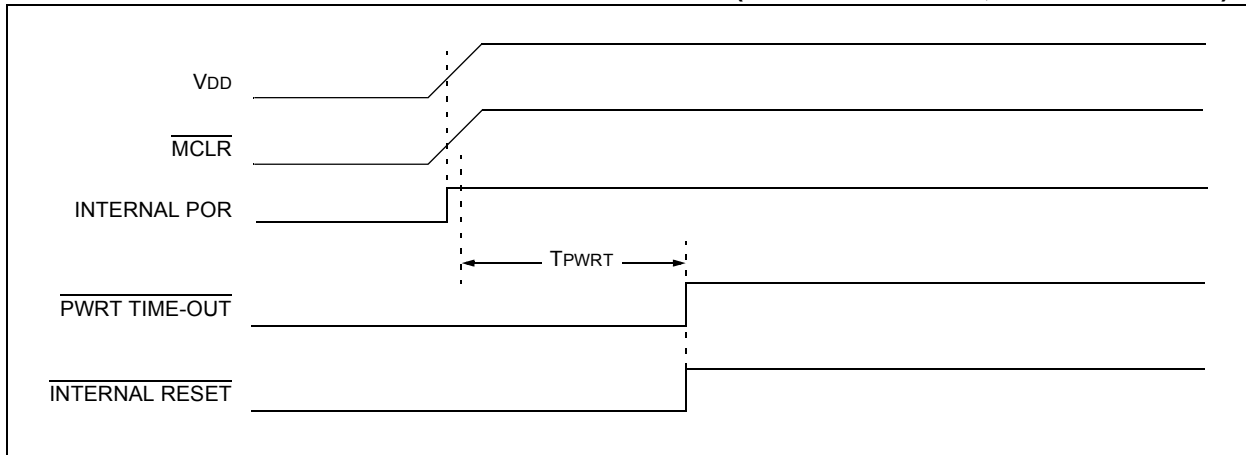 VDD
MCLR
INTERNAL POR
TPWRT
PWRT TIME-OUT
INTERNAL RESET